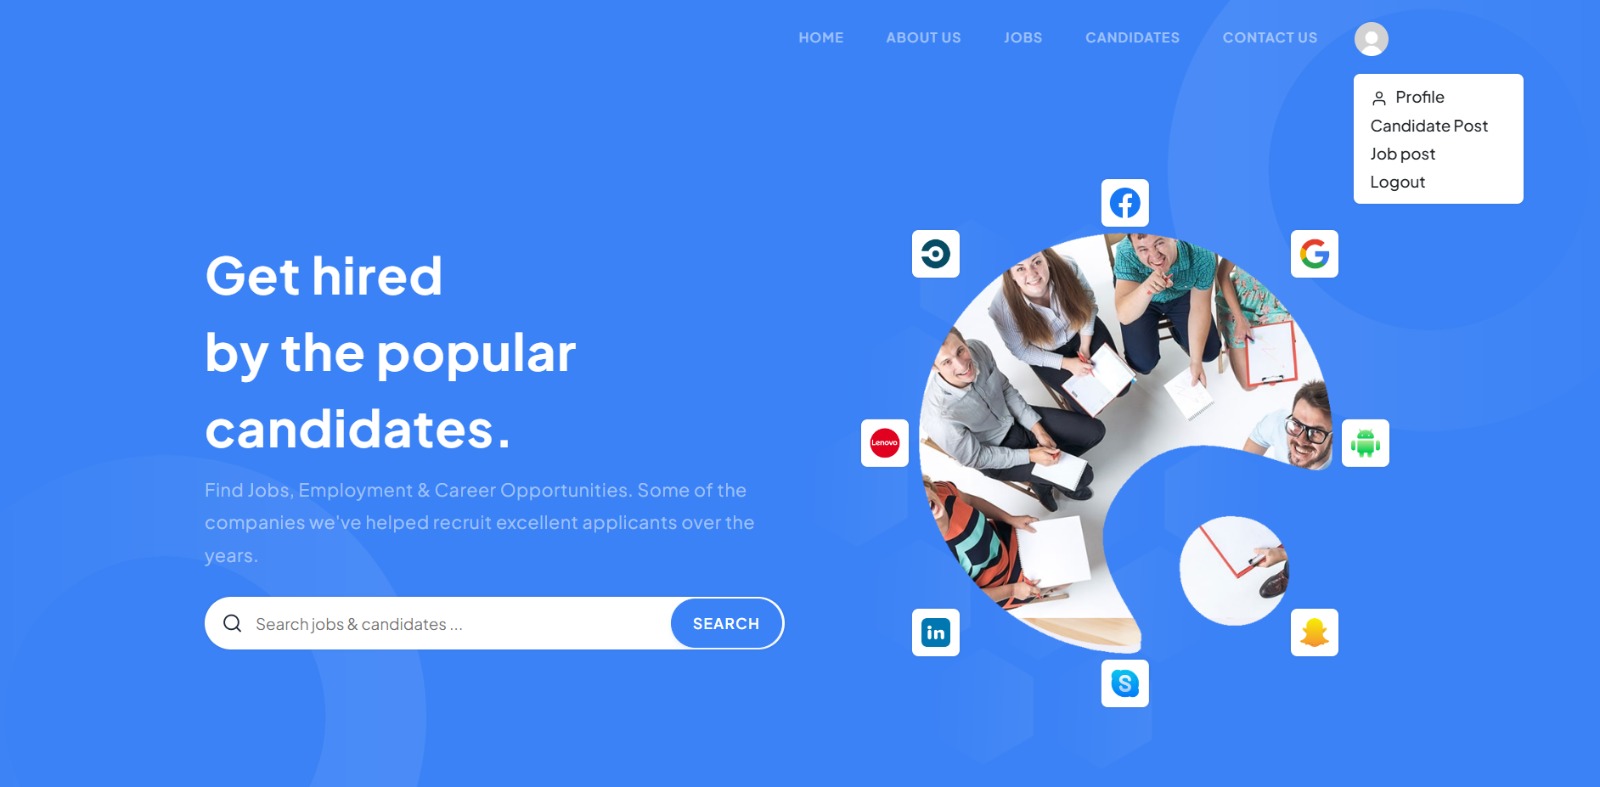 HOME ABOUT US JOBS CANDIDATES CONTACT US
Profile
Candidate Post
Job post
Logout
Get hired
by the popular
candidates.
Find Jobs, Employment & Career Opportunities. Some of the
companies we've helped recruit excellent applicants over the
years.
Search jobs & candidates ...
SEARCH
Lenovo
in
S